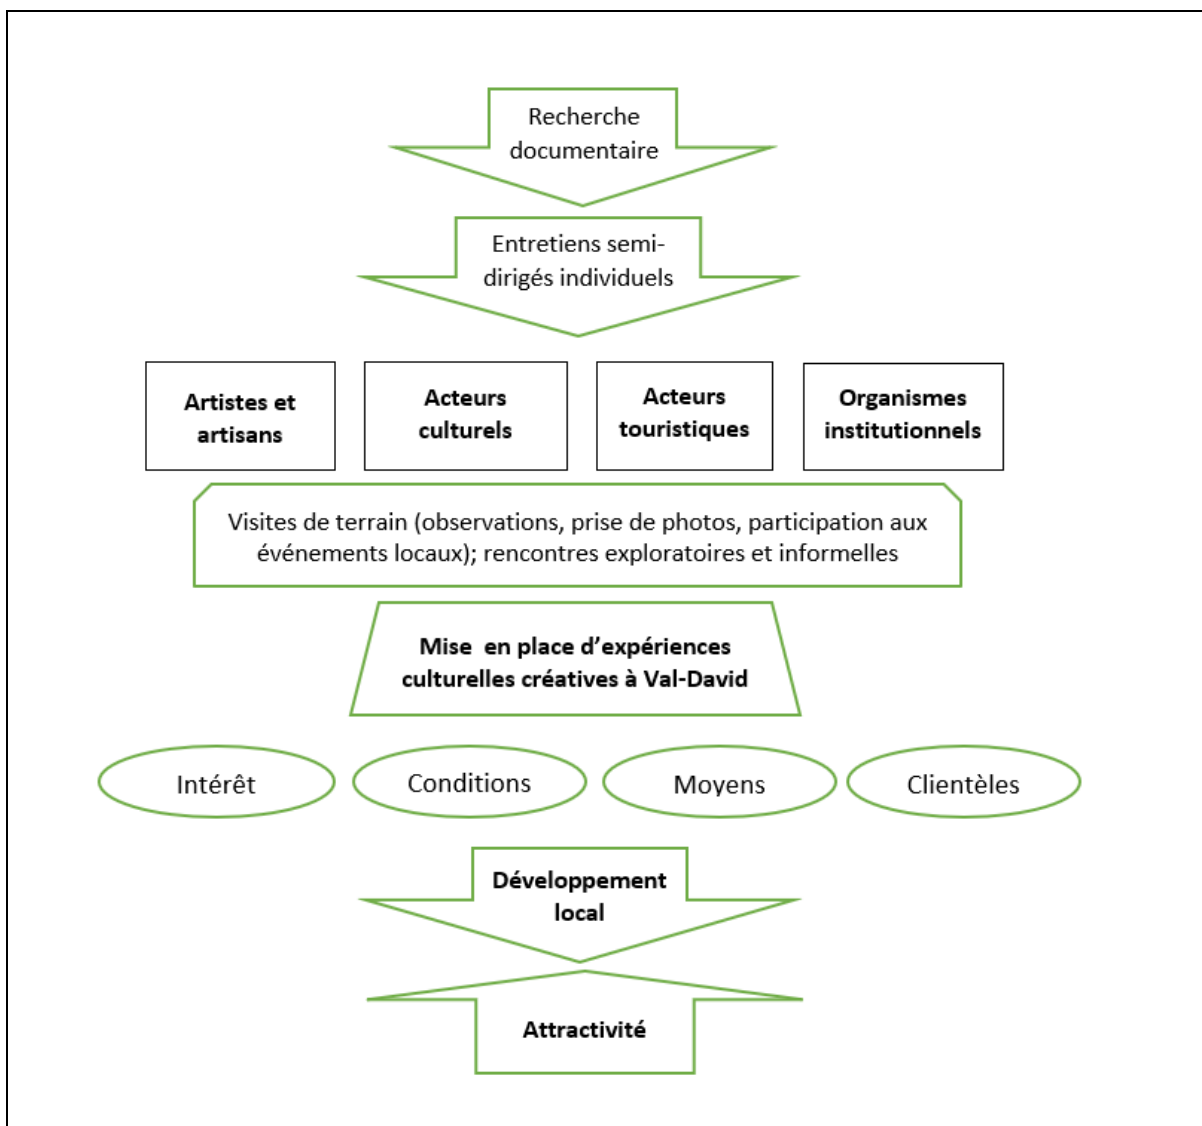 Recherche
documentaire
Entretiens semi-
dirigés individuels
Artistes et
artisans
Acteurs
culturels
Acteurs
touristiques
Organismes
institutionnels
Visites de terrain (observations, prise de photos, participation aux
événements locaux); rencontres exploratoires et informelles
Mise en place d’expériences
culturelles créatives à Val-David
Intérêt
Conditions
Moyens
Clientèles
Développement
local
Attractivité